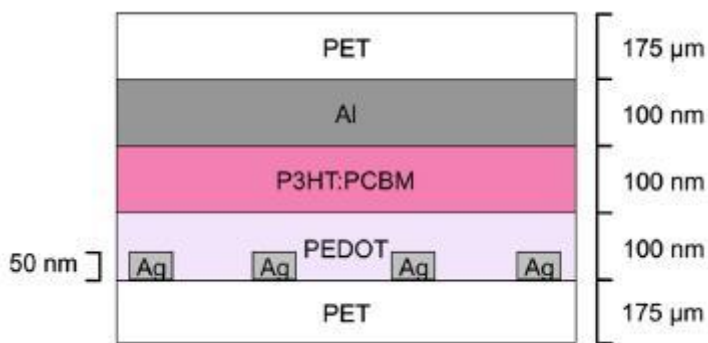 PET 175 µm
Al 100 nm
P3HT:PCBM 100 nm
PEDOT 100 nm
50 nm Ag Ag Ag Ag
PET 175 µm